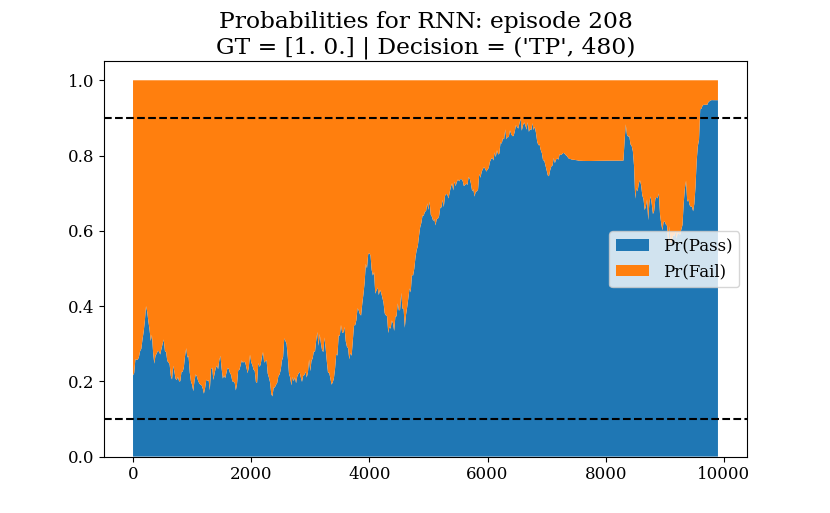 Probabilities for RNN: episode 208
GT = [1. 0.] | Decision = ('TP', 480)
1.0
0.8
0.6
0.4
0.2
0.0
Pr(Pass)
Pr(Fail)
0 2000 4000 6000 8000 10000